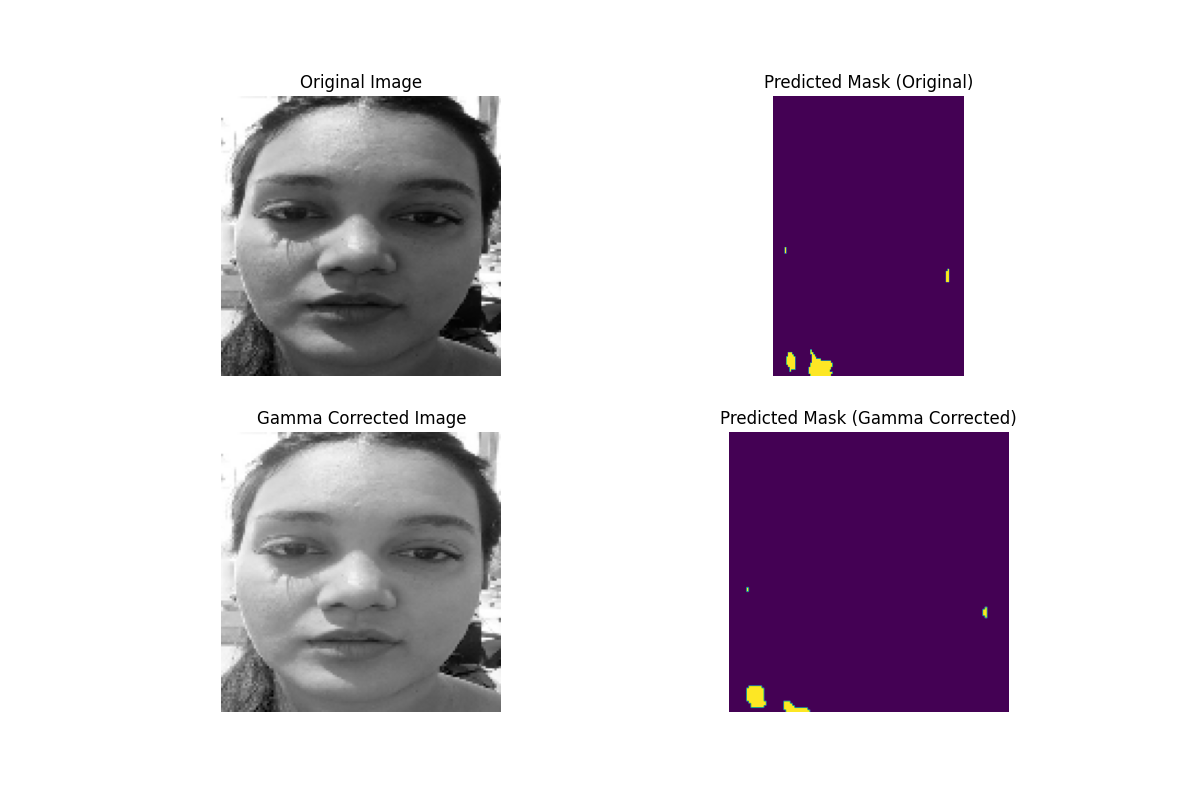 Original Image
Predicted Mask (Original)
Gamma Corrected Image
Predicted Mask (Gamma Corrected)